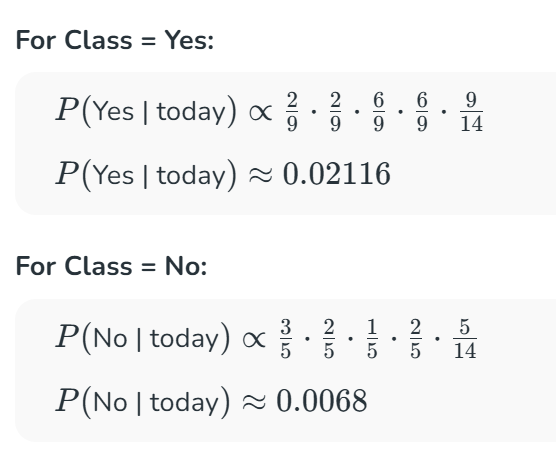 For Class = Yes:
P(Yes | today) ∝ 2/9 · 2/9 · 6/9 · 6/9 · 9/14
P(Yes | today) ≈ 0.02116
For Class = No:
P(No | today) ∝ 3/5 · 2/5 · 1/5 · 2/5 · 5/14
P(No | today) ≈ 0.0068